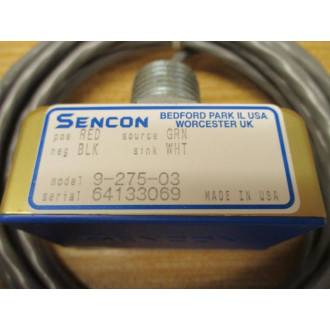 SENCON
BEDFORD PARK IL USA
WORCESTER UK
pos RED source GRN
neg BLK sink WHT
model 9-275-03
serial 64133069 MADE IN USA